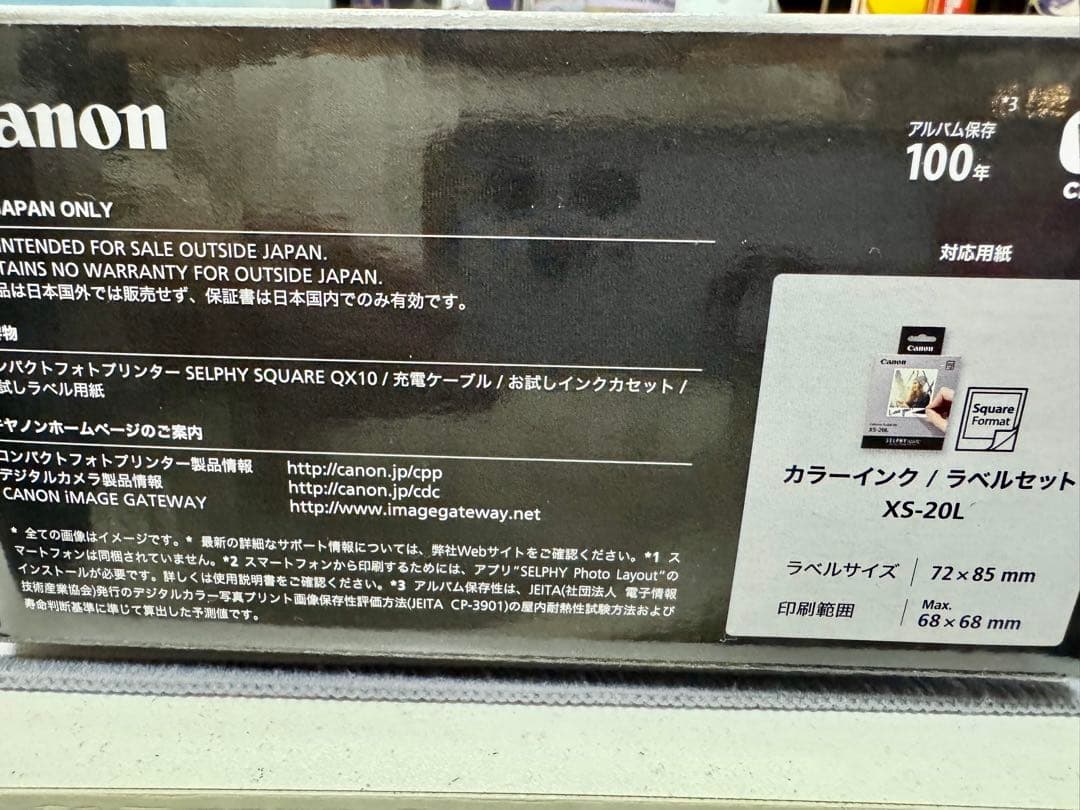 anon
*3
アルバム保存
100年
JAPAN ONLY
INTENDED FOR SALE OUTSIDE JAPAN.
TAINS NO WARRANTY FOR OUTSIDE JAPAN.
品は日本国外では販売せず、保証書は日本国内でのみ有効です。
物
ンパクトフォトプリンター SELPHY SQUARE QX10 / 充電ケーブル / お試しインクカセット /
試しラベル用紙
ヤノンホームページのご案内
コンパクトフォトプリンター製品情報 http://canon.jp/cpp
デジタルカメラ製品情報 http://canon.jp/cdc
CANON iMAGE GATEWAY http://www.imagegateway.net
* 全ての画像はイメージです。* 最新の詳細なサポート情報については、弊社Webサイトをご確認ください。*1 ス
マートフォンは同梱されていません。*2 スマートフォンから印刷するためには、アプリ"SELPHY Photo Layout"の
インストールが必要です。詳しくは使用説明書をご確認ください。*3 アルバム保存性は、JEITA(社団法人 電子情報
技術産業協会)発行のデジタルカラー写真プリント画像保存性評価方法(JEITA CP-3901)の屋内耐熱性試験方法および
寿命判断基準に準じて算出した予測値です。
対応用紙
Canon
Canon
XS-20L
SELPHY
Square
Format
カラーインク / ラベルセット
XS-20L
ラベルサイズ 72×85 mm
印刷範囲 Max. 68×68 mm